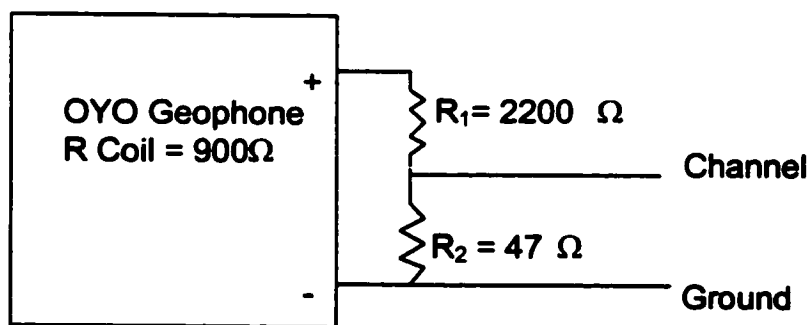 +
OYO Geophone
R Coil = 900Ω
R₁= 2200 Ω
Channel
R₂ = 47 Ω
-
Ground